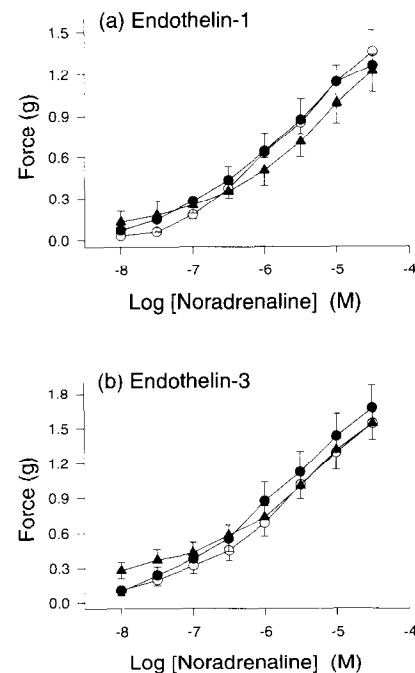 (a) Endothelin-1
1.5
1.2
0.9
0.6
0.3
0.0
Force (g)
-8 -7 -6 -5 -4
Log [Noradrenaline] (M)
(b) Endothelin-3
1.8
1.5
1.2
0.9
0.6
0.3
0.0
Force (g)
-8 -7 -6 -5 -4
Log [Noradrenaline] (M)